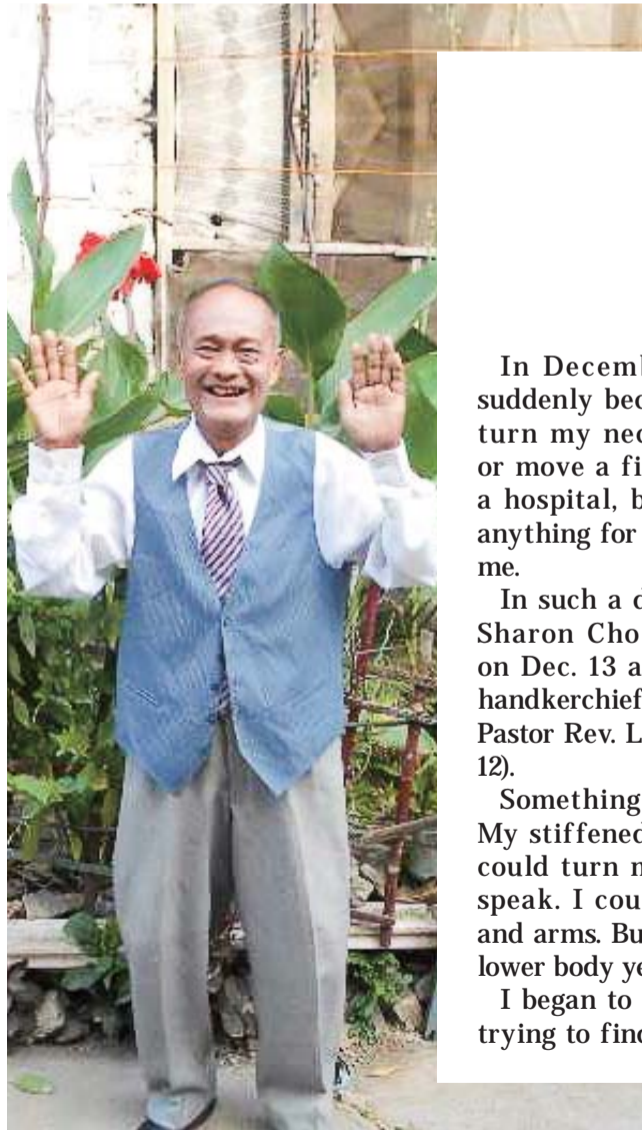 In Decem
suddenly bec
turn my nec
or move a fi
a hospital, b
anything for
me.
In such a d
Sharon Cho
on Dec. 13 a
handkerchief
Pastor Rev. L
12).
Something
My stiffened
could turn n
speak. I cou
and arms. Bu
lower body ye
I began to
trying to find